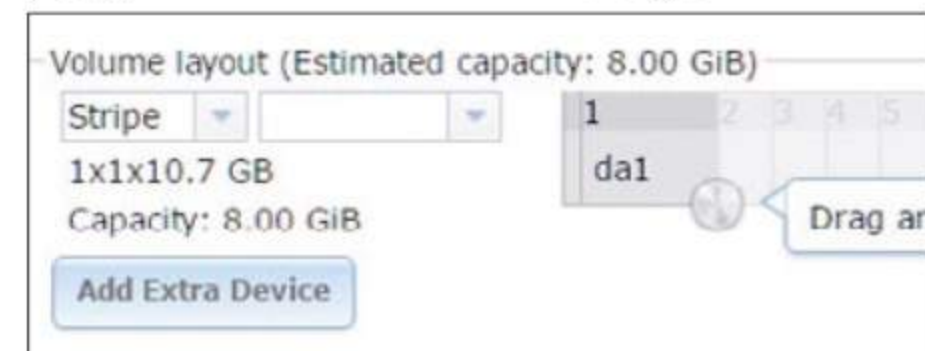 Volume layout (Estimated capacity: 8.00 GiB)
Stripe
1 2 3 4 5
1x1x10.7 GB
da1
Capacity: 8.00 GiB
Drag an
Add Extra Device